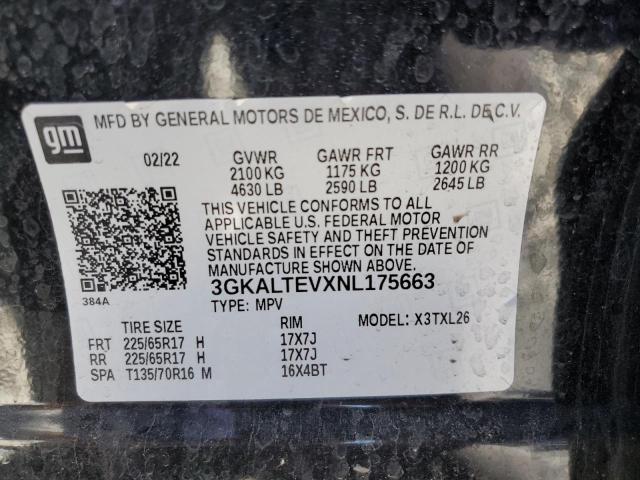 gm
MFD BY GENERAL MOTORS DE MEXICO, S. DE R.L. DE C.V.
02/22 GVWR GAWR FRT GAWR RR
2100 KG 1175 KG 1200 KG
4630 LB 2590 LB 2645 LB
THIS VEHICLE CONFORMS TO ALL
APPLICABLE U.S. FEDERAL MOTOR
VEHICLE SAFETY AND THEFT PREVENTION
STANDARDS IN EFFECT ON THE DATE OF
MANUFACTURE SHOWN ABOVE.
384A
3GKALTEVXNL175663
TYPE: MPV
TIRE SIZE RIM MODEL: X3TXL26
FRT 225/65R17 H 17X7J
RR 225/65R17 H 17X7J
SPA T135/70R16 M 16X4BT